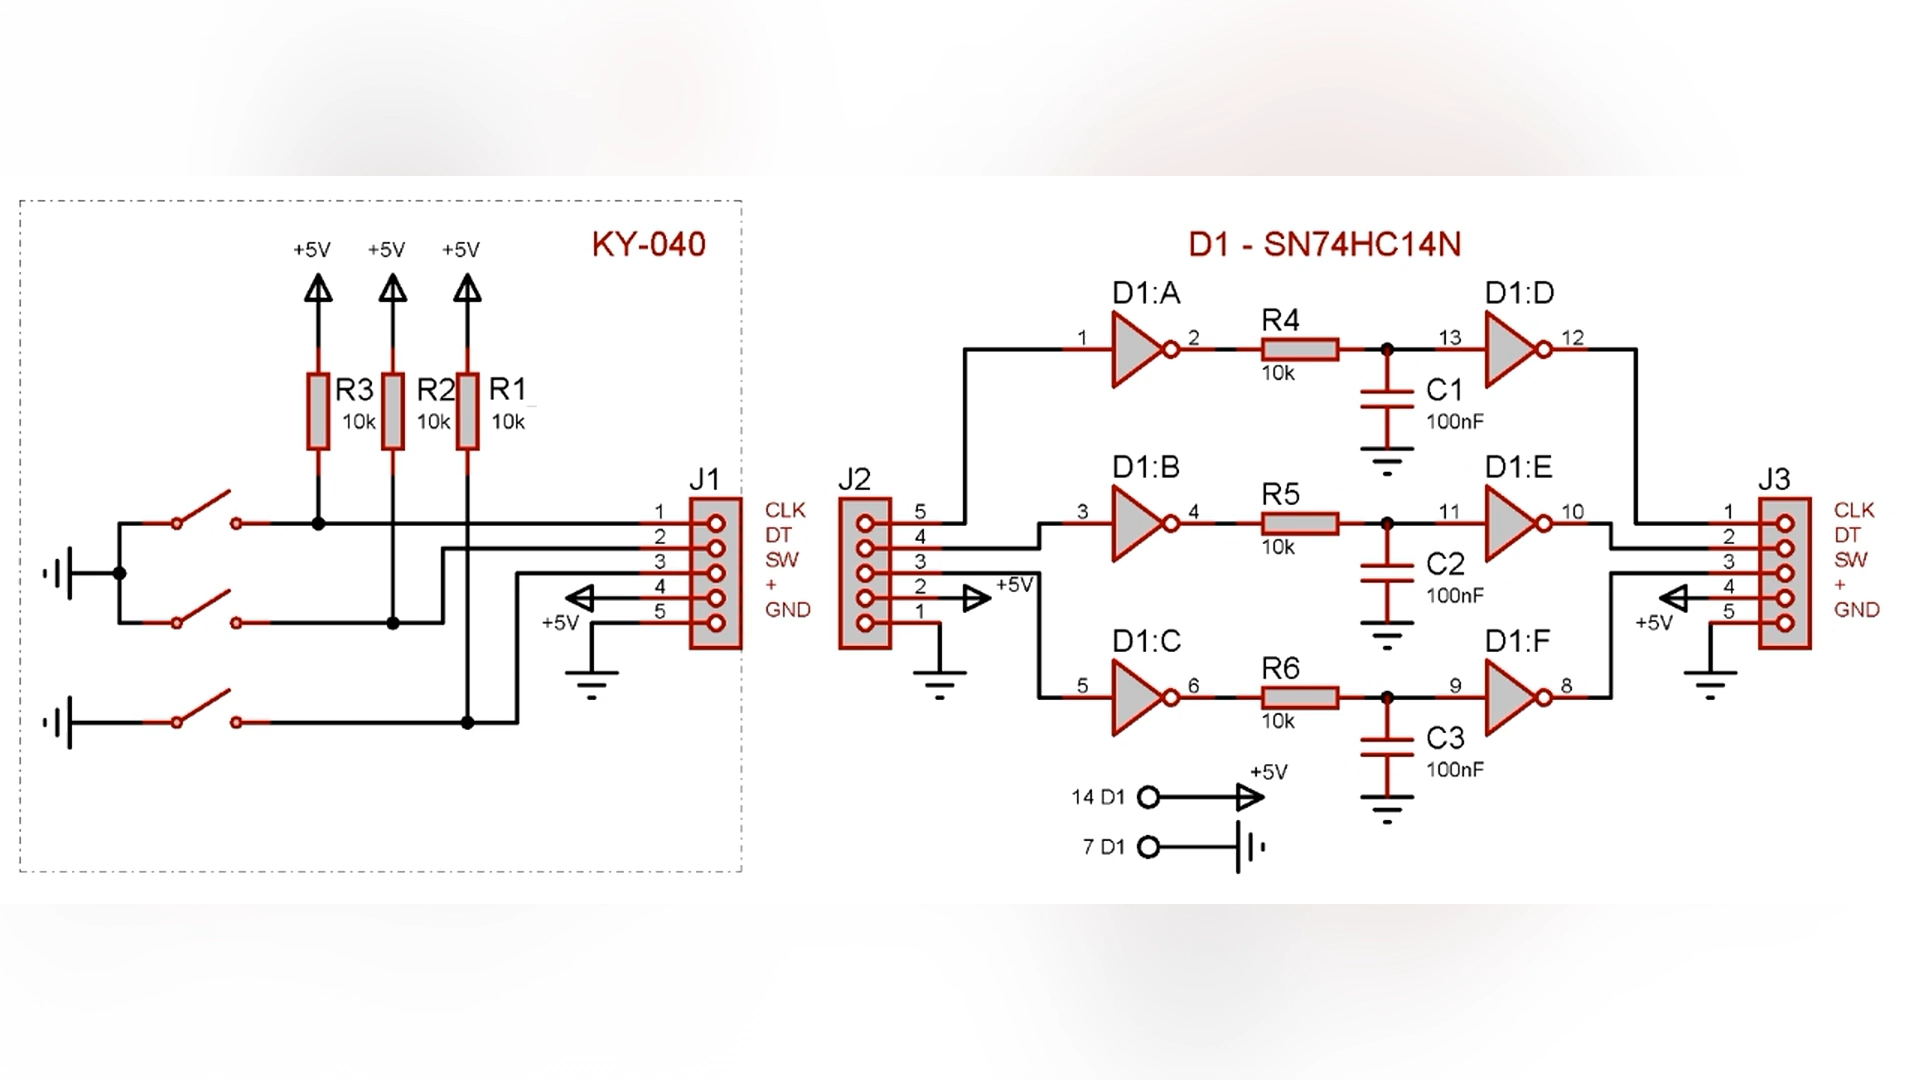 KY-040
+5V +5V +5V
R3 R2 R1
10k 10k 10k
J1
1 CLK
2 DT
3 SW
4 +
5 GND
+5V
D1 - SN74HC14N
D1:A D1:D
1 2 R4 13 12
10k
C1
100nF
J2
5
4
3
2 +5V
1
D1:B D1:E
3 4 R5 11 10
10k
C2
100nF
D1:C D1:F
5 6 R6 9 8
10k
C3
100nF
J3
1 CLK
2 DT
3 SW
4 +
5 GND
+5V
+5V
14 D1
7 D1